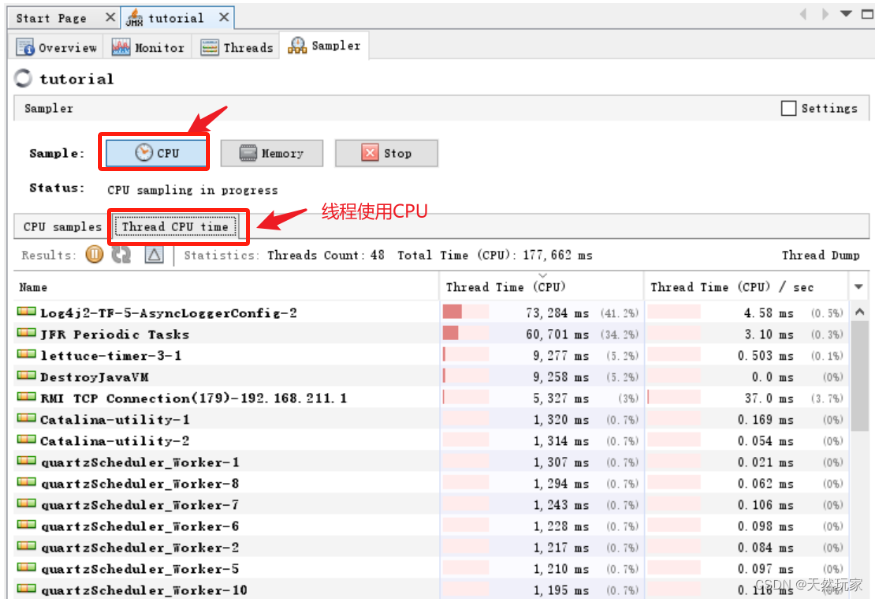 Start Page tutorial
Overview Monitor Threads Sampler
tutorial
Sampler Settings
Sample: CPU Memory Stop
Status: CPU sampling in progress
线程使用CPU
CPU samples Thread CPU time
Results: Statistics: Threads Count: 48 Total Time (CPU): 177,662 ms Thread Dump
Name Thread Time (CPU) Thread Time (CPU) / sec
Log4j2-TF-5-AsyncLoggerConfig-2 73,284 ms (41.2%) 4.58 ms (0.5%)
JFR Periodic Tasks 60,701 ms (34.2%) 3.10 ms (0.3%)
lettuce-timer-3-1 9,277 ms (5.2%) 0.503 ms (0.1%)
DestroyJavaVM 9,258 ms (5.2%) 0.0 ms (0%)
RMI TCP Connection(179)-192.168.211.1 5,327 ms (3%) 37.0 ms (3.7%)
Catalina-utility-1 1,320 ms (0.7%) 0.169 ms (0%)
Catalina-utility-2 1,314 ms (0.7%) 0.054 ms (0%)
quartzScheduler_Worker-1 1,307 ms (0.7%) 0.021 ms (0%)
quartzScheduler_Worker-8 1,294 ms (0.7%) 0.062 ms (0%)
quartzScheduler_Worker-7 1,243 ms (0.7%) 0.106 ms (0%)
quartzScheduler_Worker-6 1,228 ms (0.7%) 0.098 ms (0%)
quartzScheduler_Worker-2 1,217 ms (0.7%) 0.084 ms (0%)
quartzScheduler_Worker-5 1,210 ms (0.7%) 0.097 ms (0%)
quartzScheduler_Worker-10 1,195 ms (0.7%) 0.116 ms (0%)
CSDN @天然玩家